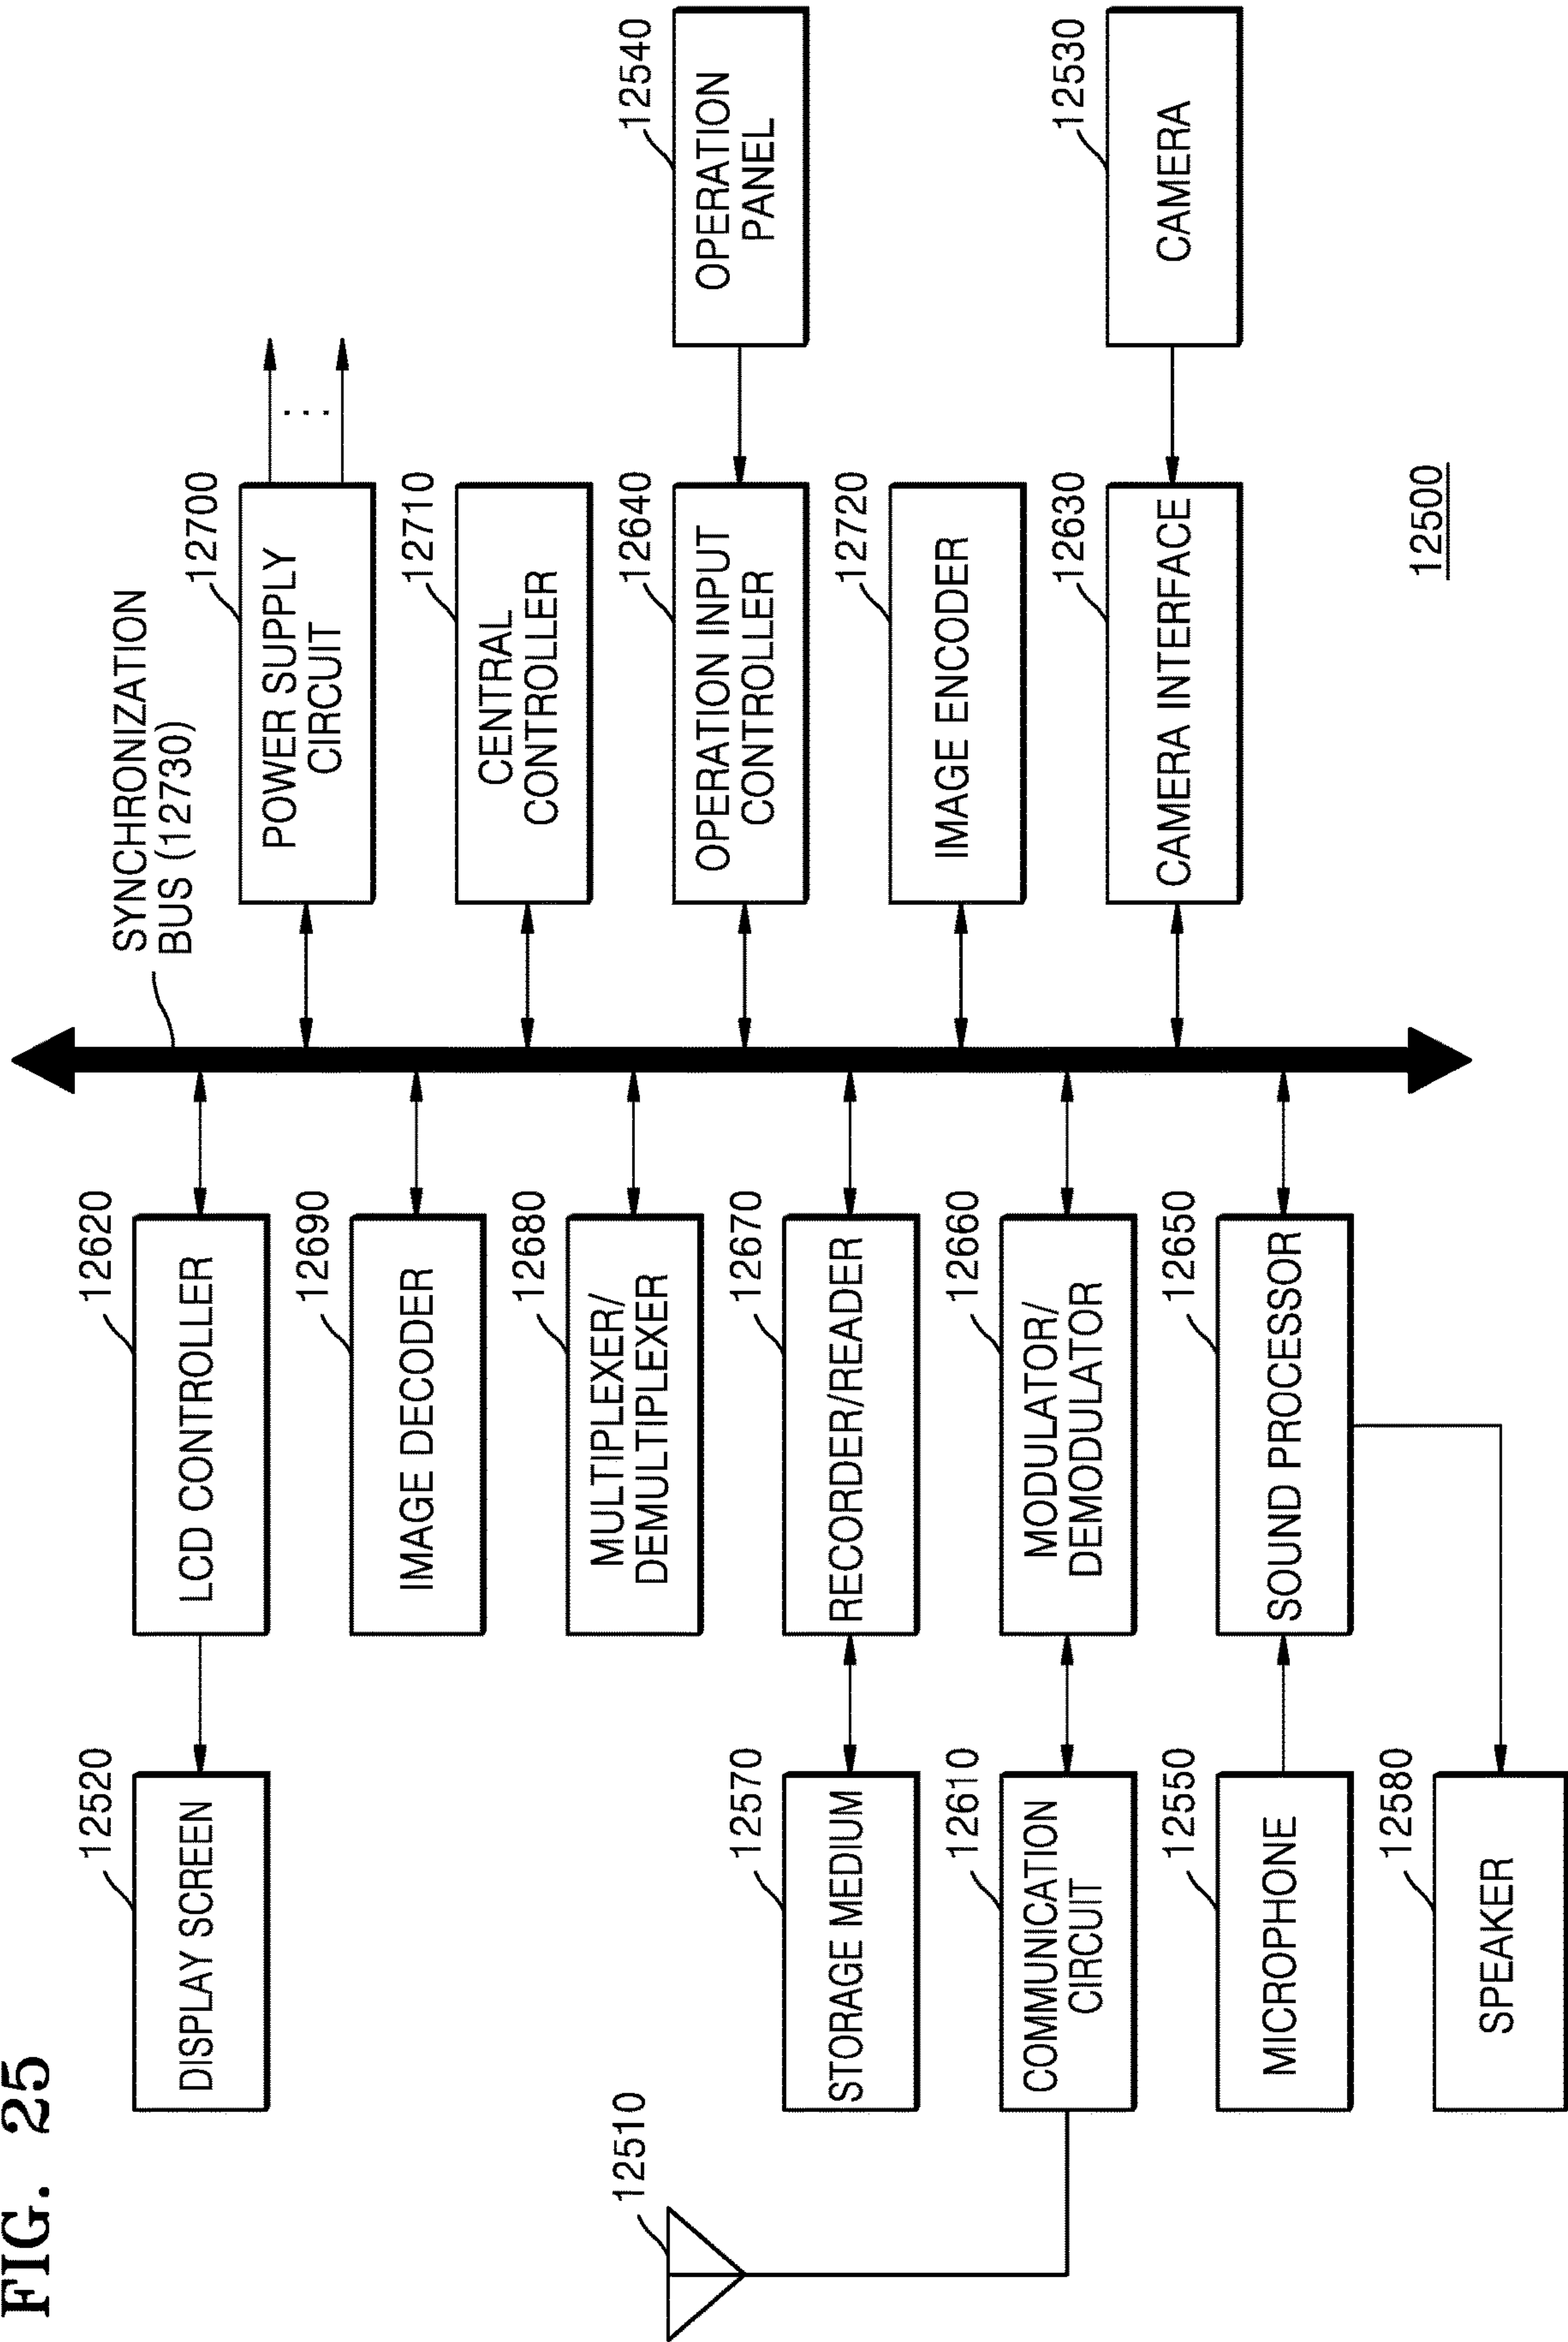 FIG. 25
12510
12520
DISPLAY SCREEN
12620
LCD CONTROLLER
SYNCHRONIZATION
BUS (12730)
12700
POWER SUPPLY
CIRCUIT
...
12690
IMAGE DECODER
12710
CENTRAL
CONTROLLER
12680
MULTIPLEXER/
DEMULTIPLEXER
12640
OPERATION INPUT
CONTROLLER
12540
OPERATION
PANEL
12570
STORAGE MEDIUM
12670
RECORDER/READER
12720
IMAGE ENCODER
12610
COMMUNICATION
CIRCUIT
12660
MODULATOR/
DEMODULATOR
12630
CAMERA INTERFACE
12530
CAMERA
12550
MICROPHONE
12650
SOUND PROCESSOR
12580
SPEAKER
12500